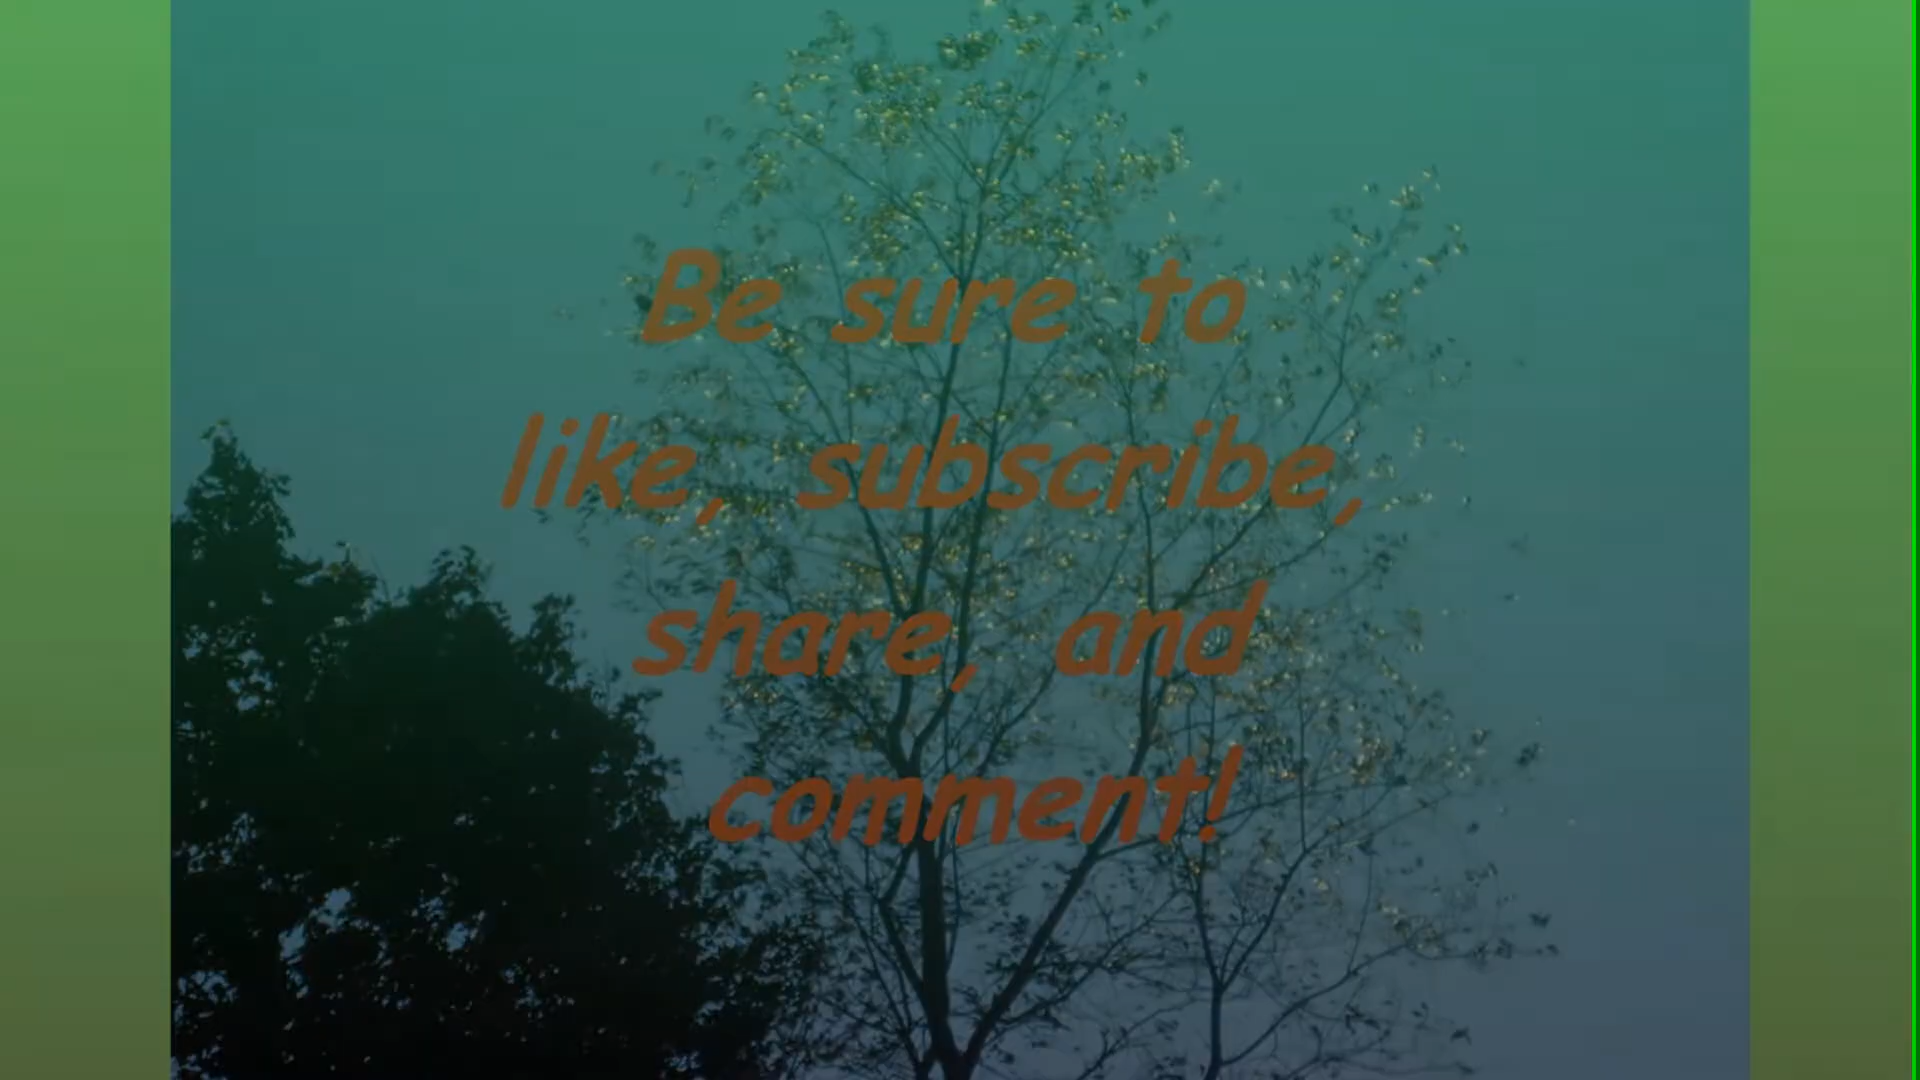 Be sure to
like, subscribe,
share, and
comment!